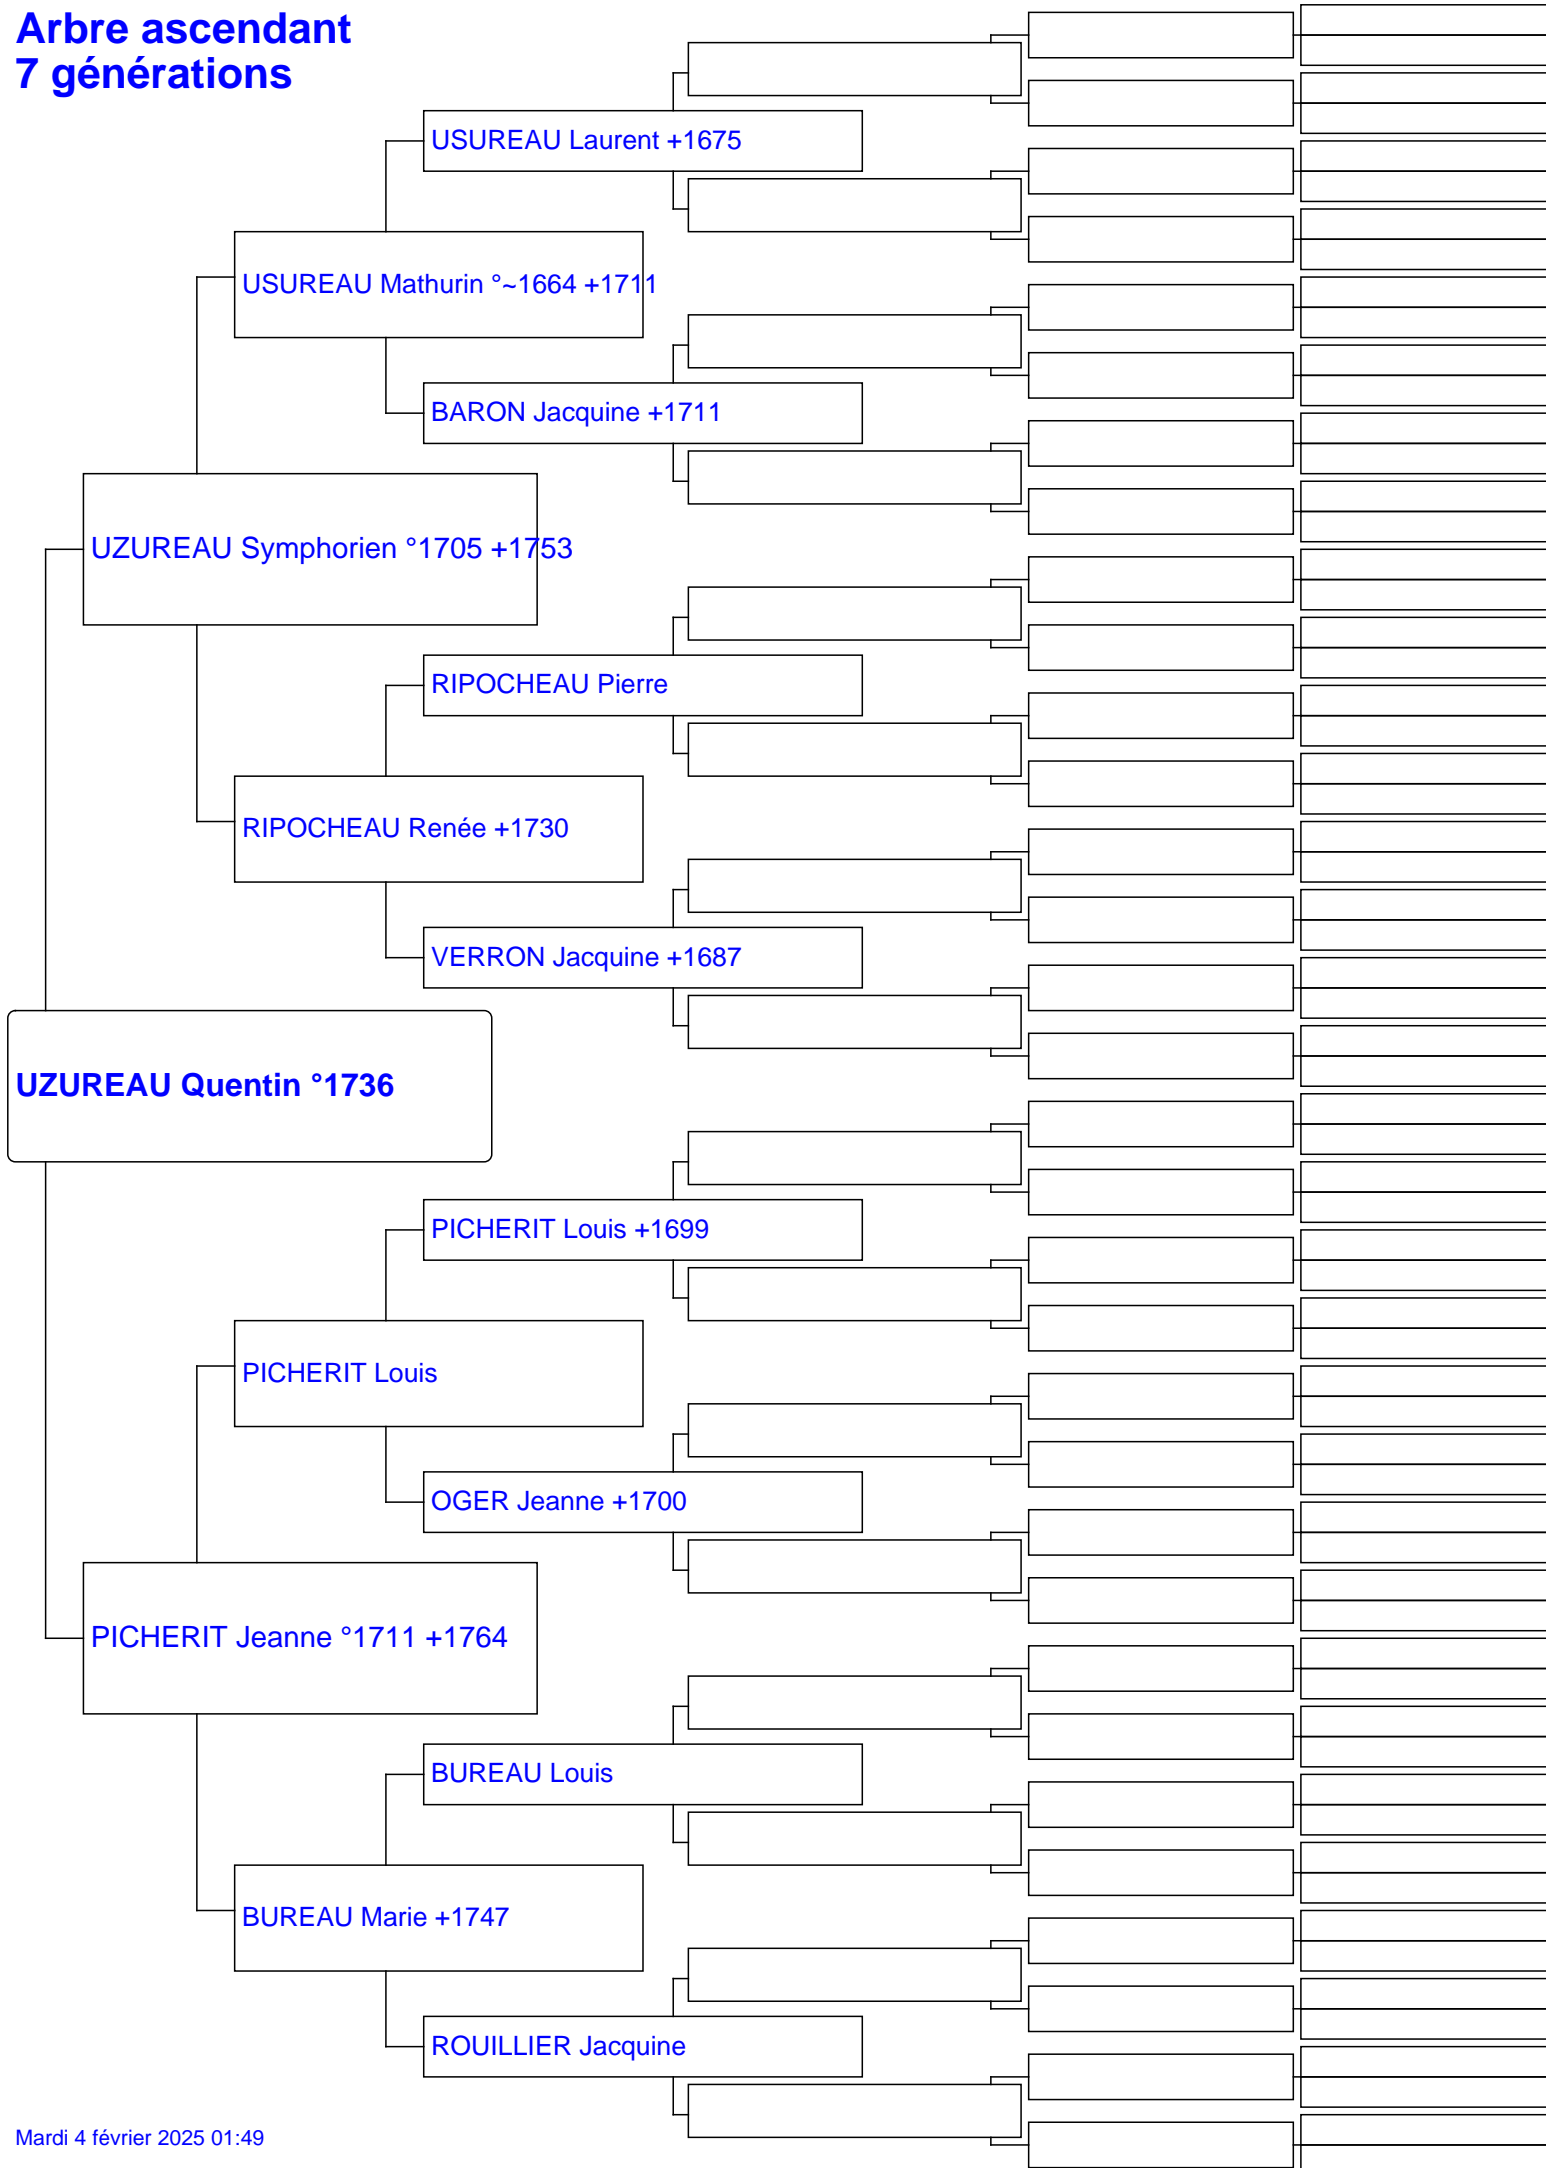 Arbre ascendant
7 générations
USUREAU Laurent +1675
USUREAU Mathurin °~1664 +1711
BARON Jacquine +1711
UZUREAU Symphorien °1705 +1753
RIPOCHEAU Pierre
RIPOCHEAU Renée +1730
VERRON Jacquine +1687
UZUREAU Quentin °1736
PICHERIT Louis +1699
PICHERIT Louis
OGER Jeanne +1700
PICHERIT Jeanne °1711 +1764
BUREAU Louis
BUREAU Marie +1747
ROUILLIER Jacquine
Mardi 4 février 2025 01:49